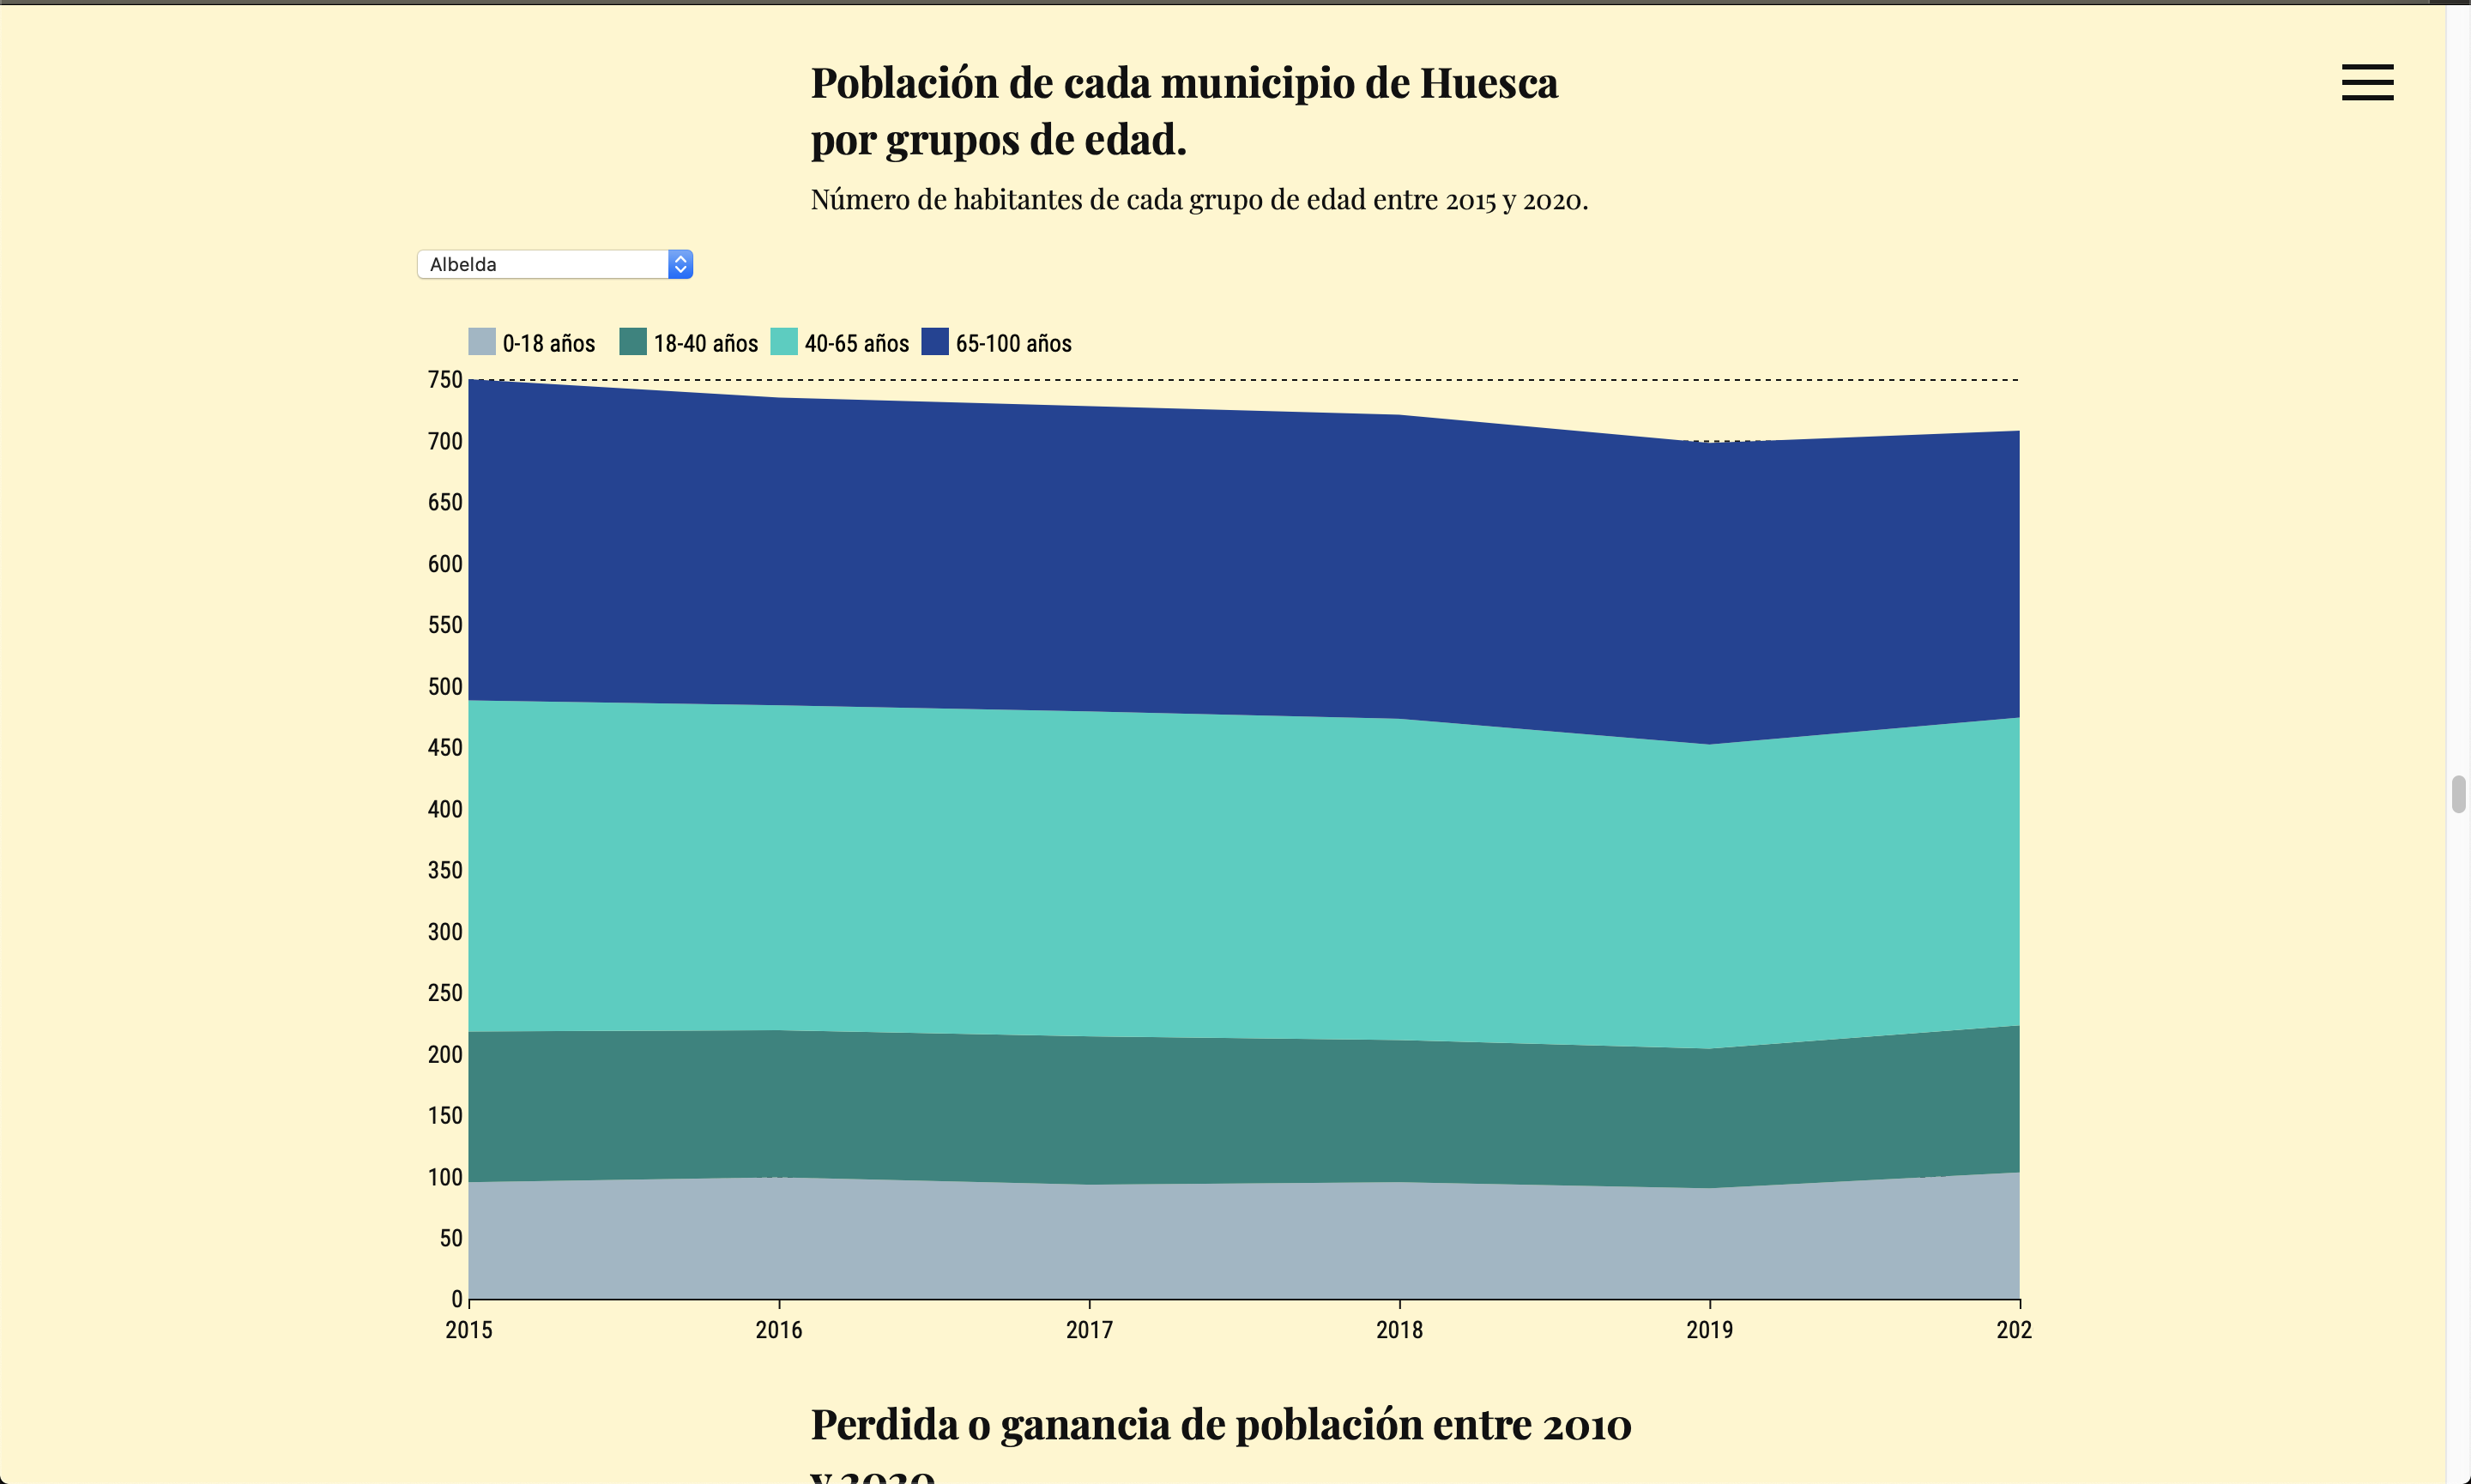 Población de cada municipio de Huesca
por grupos de edad.
Número de habitantes de cada grupo de edad entre 2015 y 2020.
Albelda
0-18 años 18-40 años 40-65 años 65-100 años
750
700
650
600
550
500
450
400
350
300
250
200
150
100
50
0
2015 2016 2017 2018 2019 202
Perdida o ganancia de población entre 2010
y 2020